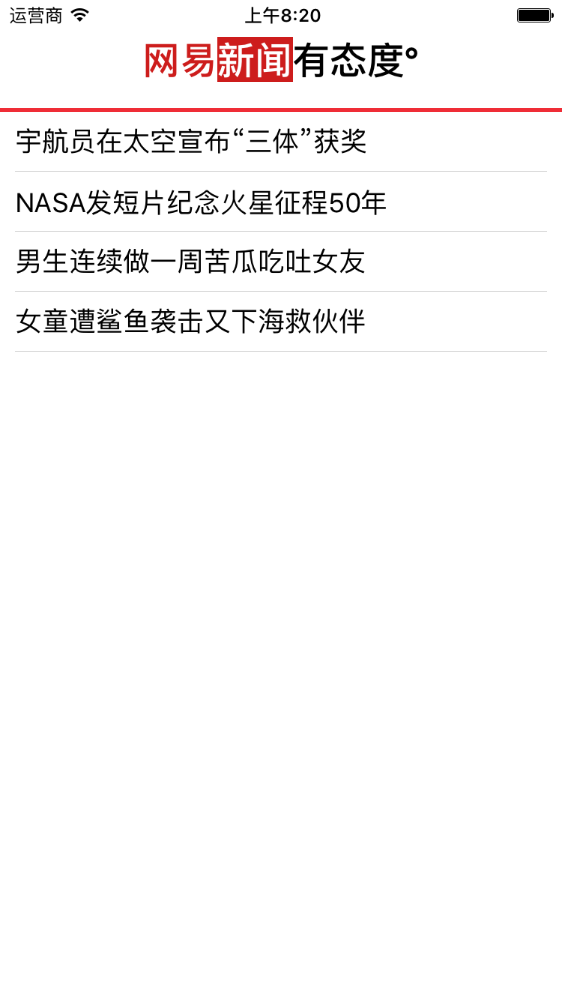 运营商 上午8:20
网易新闻有态度°
宇航员在太空宣布“三体”获奖
NASA发短片纪念火星征程50年
男生连续做一周苦瓜吃吐女友
女童遭鲨鱼袭击又下海救伙伴